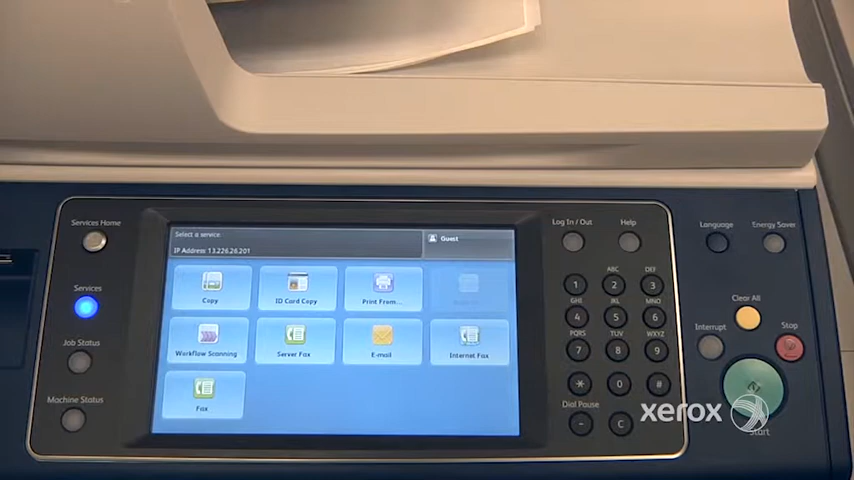 Services Home
Services
Job Status
Machine Status
Select a service:
IP Address: 13.226.26.201
Guest
Copy
ID Card Copy
Print From...
Workflow Scanning
Server Fax
E-mail
Internet Fax
Fax
Log In / Out
Help
1
ABC
2
DEF
3
GHI
4
JKL
5
MNO
6
PQRS
7
TUV
8
WXYZ
9
*
0
#
Dial Pause
-
C
Language
Energy Saver
Clear All
Interrupt
Stop
Start
xerox